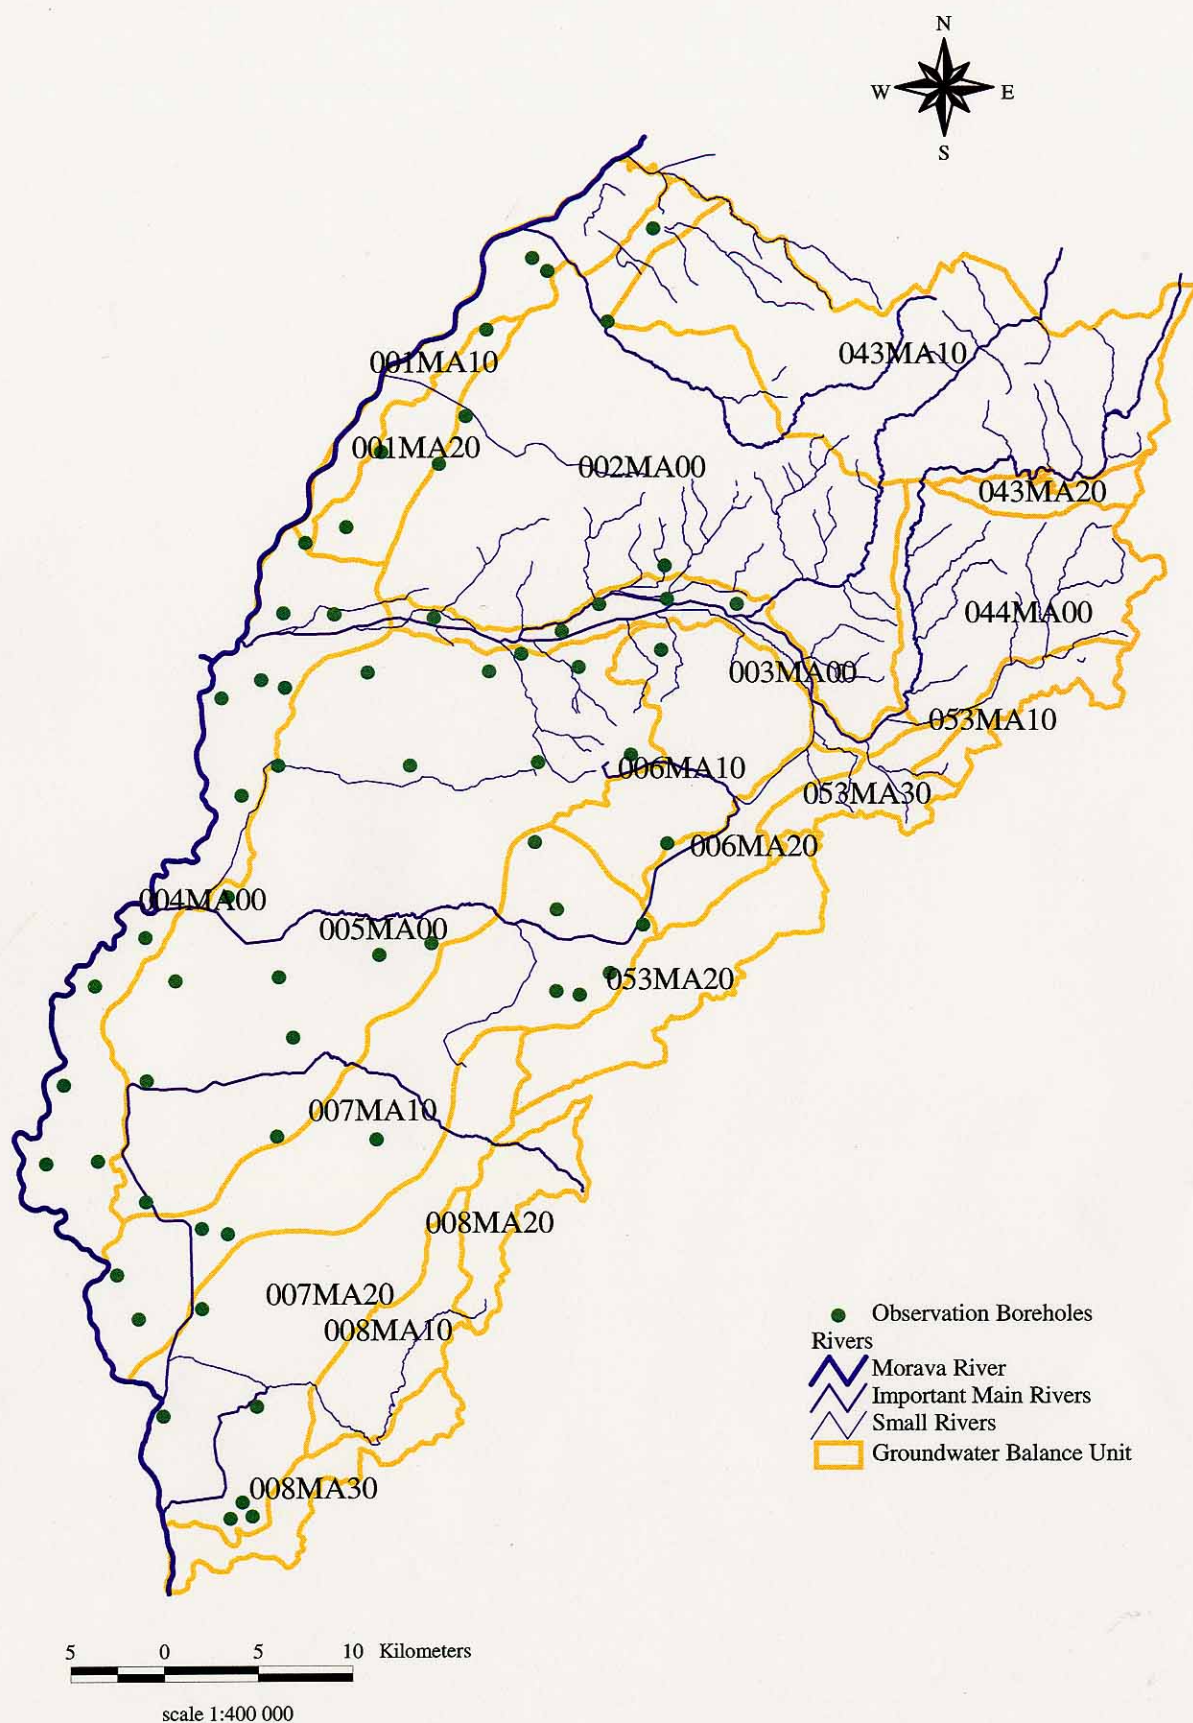 N
W E
S
043MA10
001MA10
001MA20
002MA00
043MA20
044MA00
003MA00
053MA10
006MA10
053MA30
006MA20
004MA00
005MA00
053MA20
007MA10
008MA20
007MA20
008MA10
008MA30
Observation Boreholes
Rivers
Morava River
Important Main Rivers
Small Rivers
Groundwater Balance Unit
5 0 5 10 Kilometers
scale 1:400 000